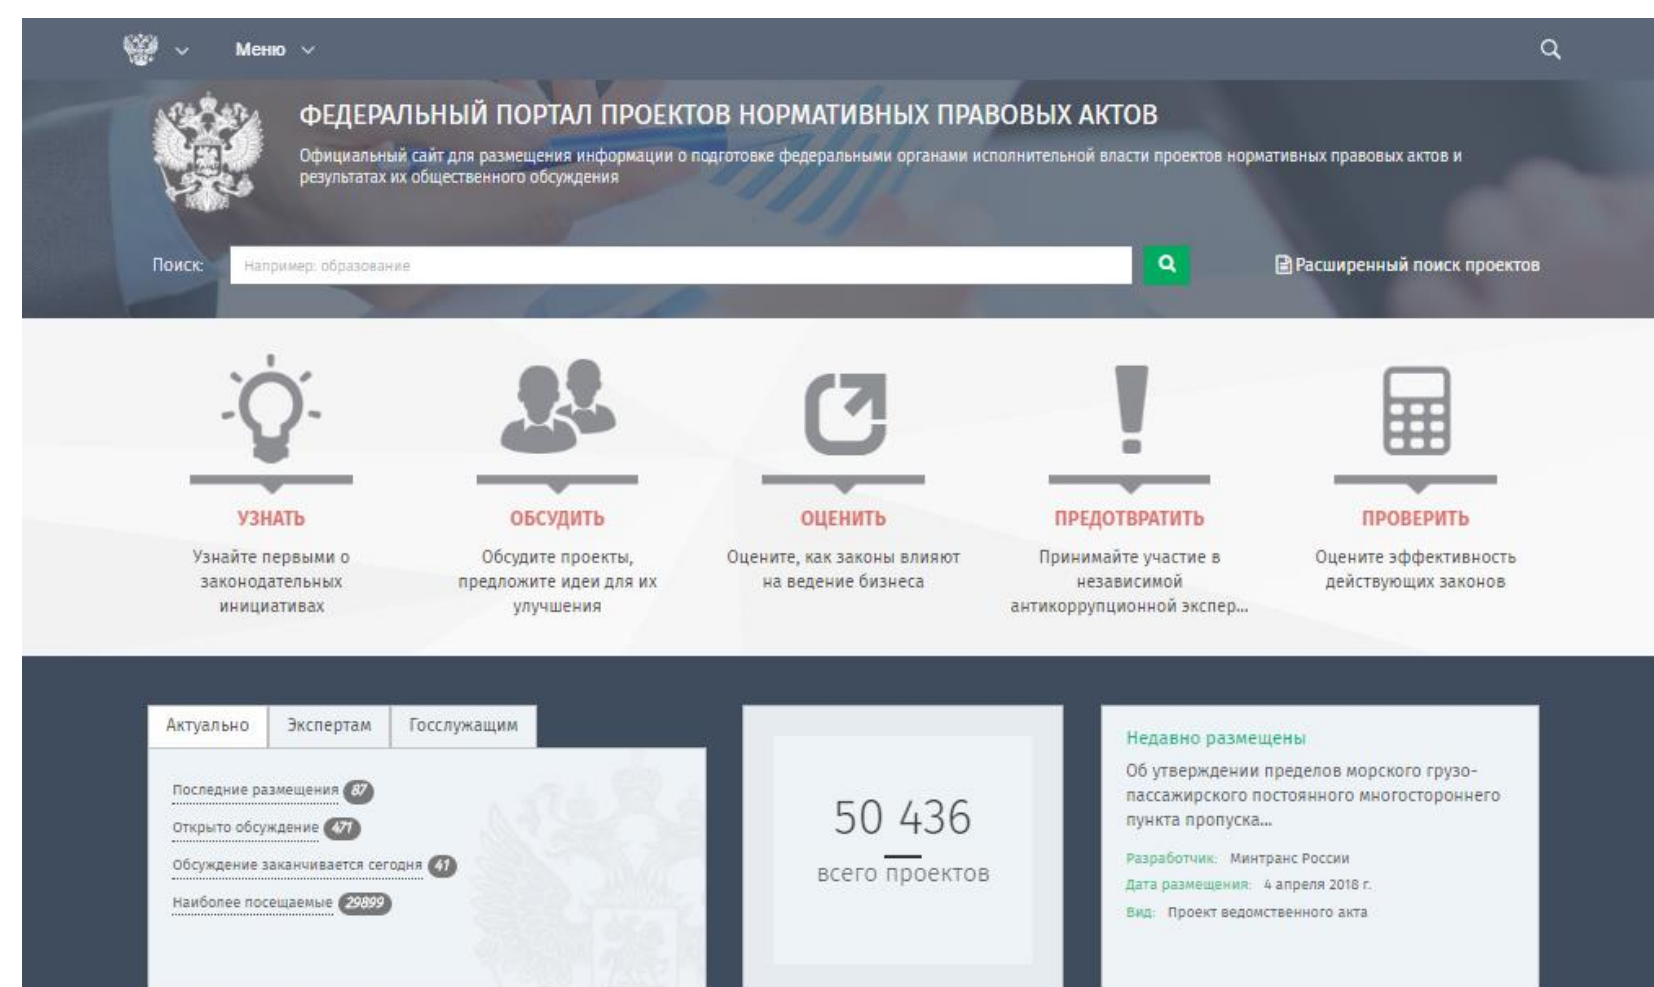 Меню
ФЕДЕРАЛЬНЫЙ ПОРТАЛ ПРОЕКТОВ НОРМАТИВНЫХ ПРАВОВЫХ АКТОВ
Официальный сайт для размещения информации о подготовке федеральными органами исполнительной власти проектов нормативных правовых актов и
результатах их общественного обсуждения
Поиск:
Например: образование
Расширенный поиск проектов
УЗНАТЬ
Узнайте первыми о
законодательных
инициативах
ОБСУДИТЬ
Обсудите проекты,
предложите идеи для их
улучшения
ОЦЕНИТЬ
Оцените, как законы влияют
на ведение бизнеса
ПРЕДОТВРАТИТЬ
Принимайте участие в
независимой
антикоррупционной экспер...
ПРОВЕРИТЬ
Оцените эффективность
действующих законов
Актуально
Экспертам
Госслужащим
Последние размещения 87
Открыто обсуждение 471
Обсуждение заканчивается сегодня 41
Наиболее посещаемые 29899
50 436
всего проектов
Недавно размещены
Об утверждении пределов морского грузо-
пассажирского постоянного многостороннего
пункта пропуска...
Разработчик: Минтранс России
Дата размещения: 4 апреля 2018 г.
Вид: Проект ведомственного акта